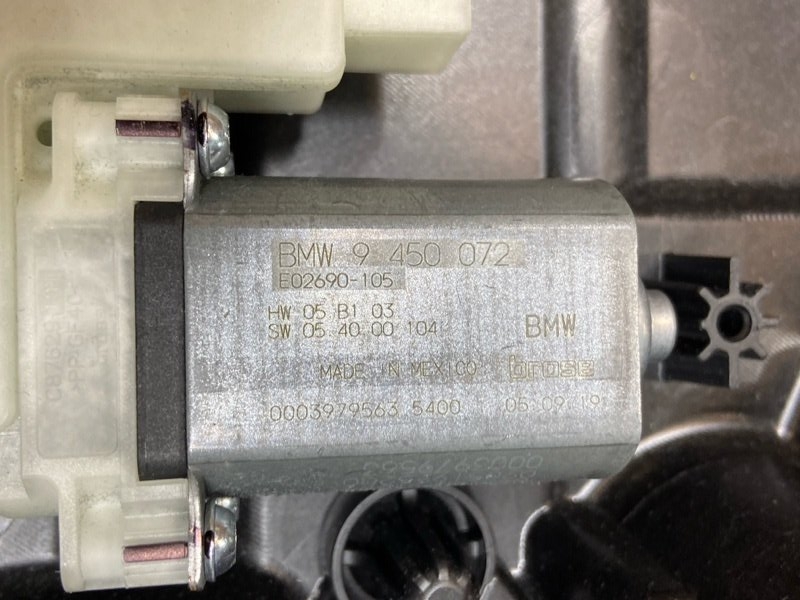 BMW 9 450 072
E02690-105
HW 05 B1 03
SW 05 40 00 104
BMW
MADE IN MEXICO brose
0003979563 5400 05 09 19